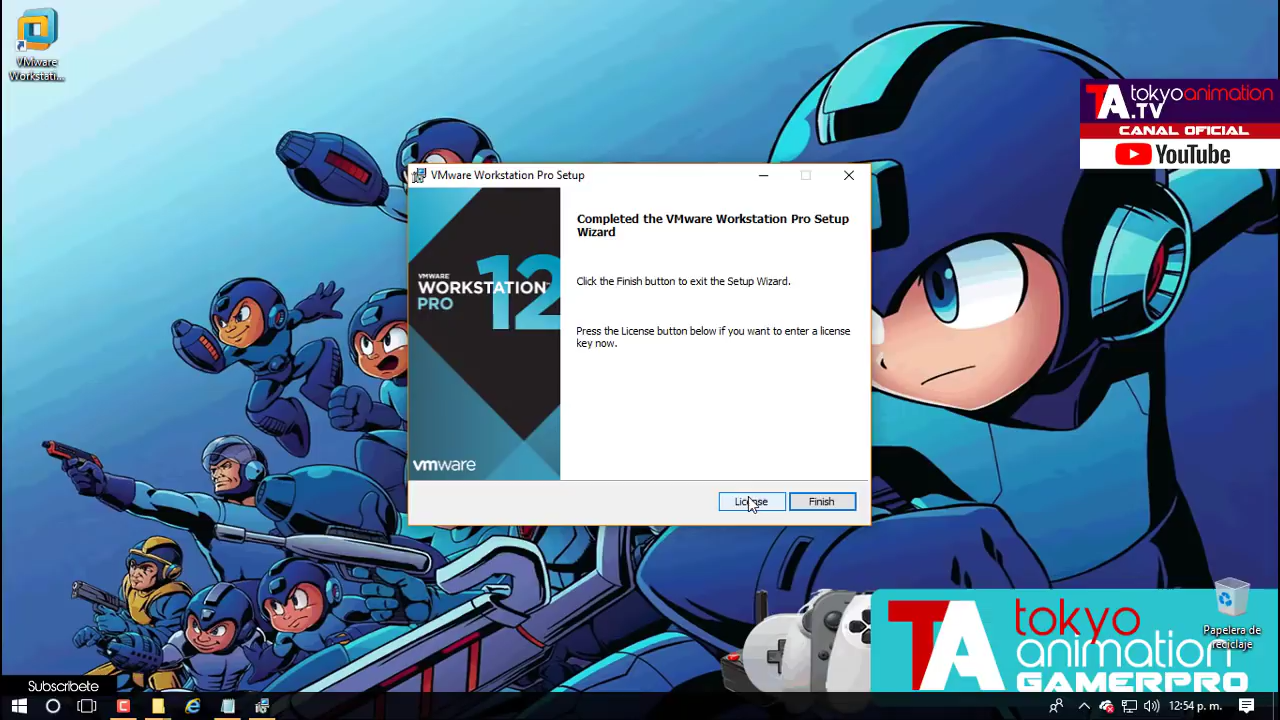 VMware
Workstati...
tokyoanimation
TA.TV
CANAL OFICIAL
YouTube
VMware Workstation Pro Setup
Completed the VMware Workstation Pro Setup
Wizard
Click the Finish button to exit the Setup Wizard.
VMWARE
WORKSTATION 12
PRO
Press the License button below if you want to enter a license
key now.
vmware
License
Finish
TA
tokyo
animation
GAMERPRO
Papelera de
reciclaje
Subscribete
12:54 p. m.